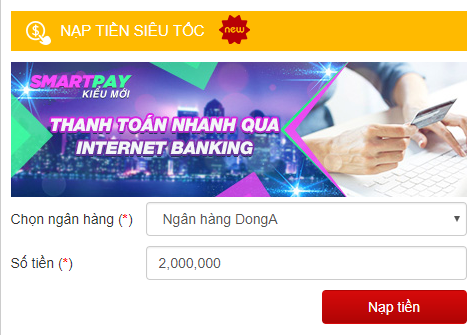 NẠP TIỀN SIÊU TỐC new
SMARTPAY
KIỂU MỚI
THANH TOÁN NHANH QUA
INTERNET BANKING
Chọn ngân hàng (*) Ngân hàng DongA
Số tiền (*) 2,000,000
Nạp tiền